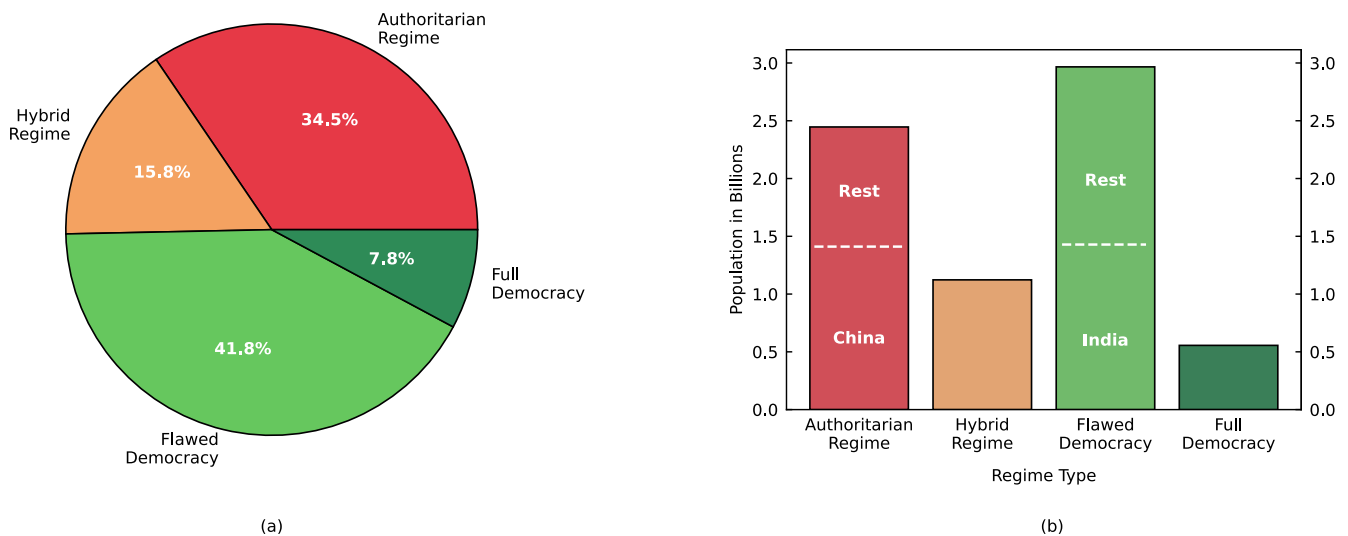 Authoritarian
Regime
34.5%
Hybrid
Regime
15.8%
7.8%
Full
Democracy
41.8%
Flawed
Democracy
(a)
Population in Billions
3.0
2.5
2.0
1.5
1.0
0.5
0.0
Rest
China
Rest
India
3.0
2.5
2.0
1.5
1.0
0.5
0.0
Authoritarian
Regime
Hybrid
Regime
Flawed
Democracy
Full
Democracy
Regime Type
(b)